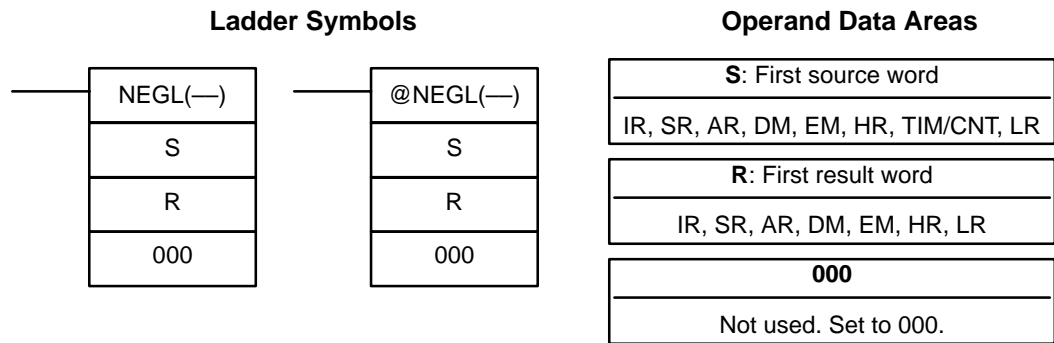 Ladder Symbols
NEGL(––)
S
R
000
@NEGL(––)
S
R
000
Operand Data Areas
S: First source word
IR, SR, AR, DM, EM, HR, TIM/CNT, LR
R: First result word
IR, SR, AR, DM, EM, HR, LR
000
Not used. Set to 000.